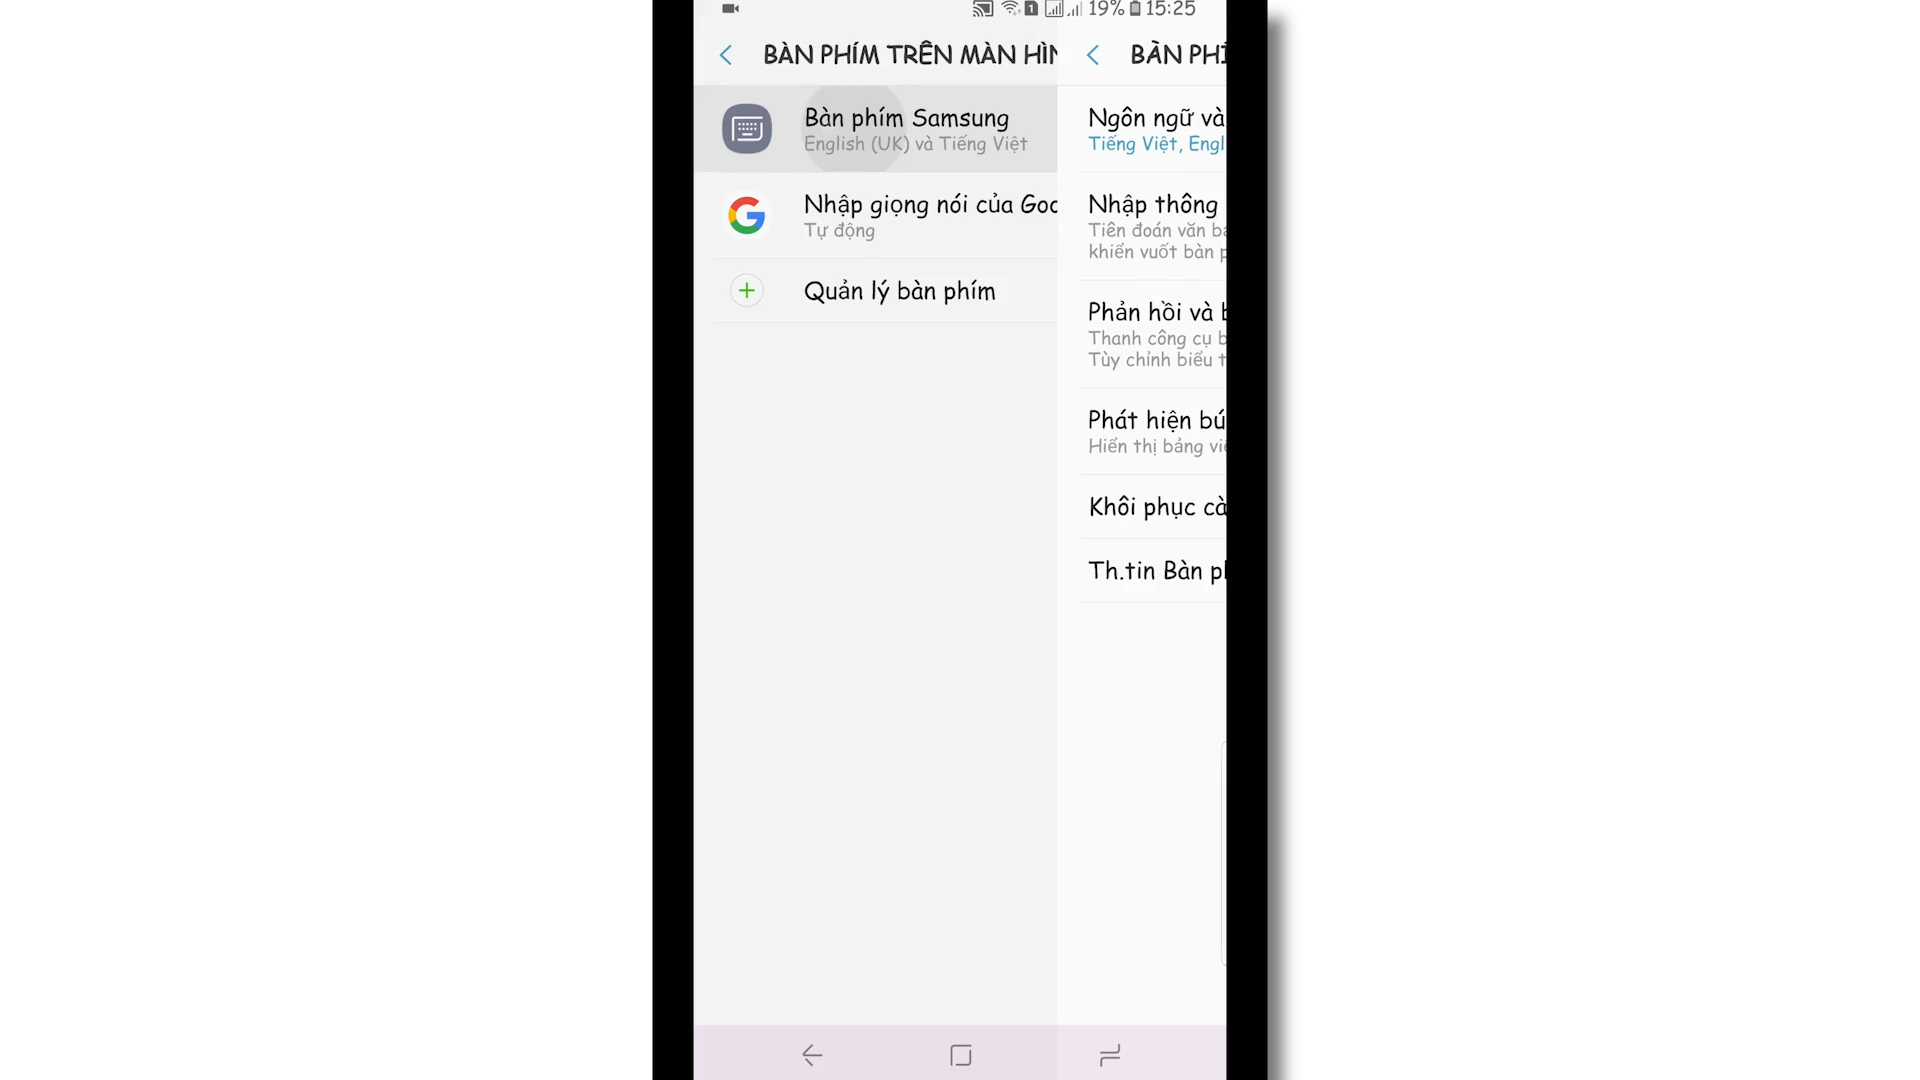 19% 15:25
BÀN PHÍM TRÊN MÀN HÌN
Bàn phím Samsung
English (UK) và Tiếng Việt
Nhập giọng nói của Goo
Tự động
Quản lý bàn phím
BÀN PHÍ
Ngôn ngữ và
Tiếng Việt, Engl
Nhập thông
Tiên đoán văn bả
khiển vuốt bàn p
Phản hồi và b
Thanh công cụ b
Tùy chỉnh biểu t
Phát hiện bú
Hiển thị bảng viê
Khôi phục cà
Th.tin Bàn ph